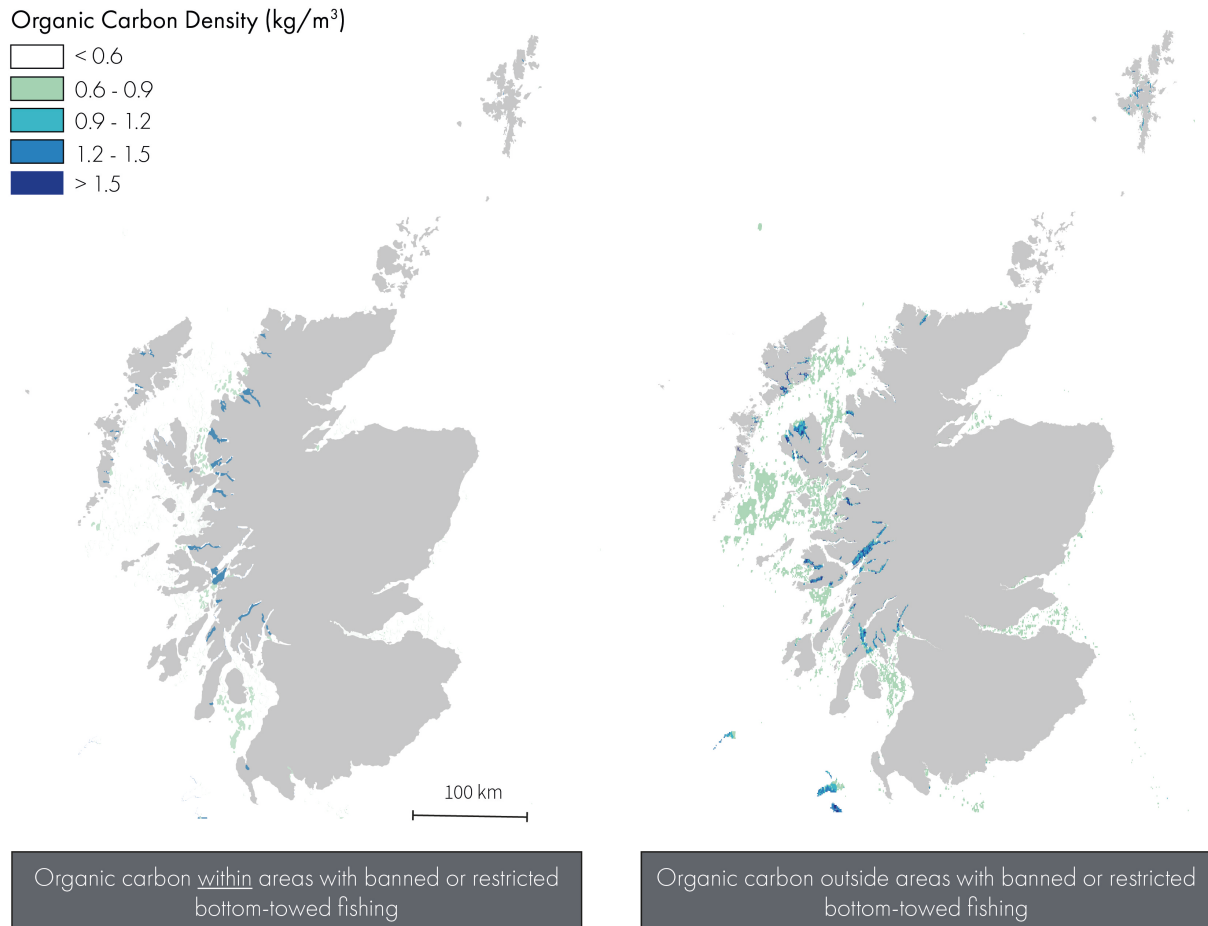 Organic Carbon Density (kg/m³)
< 0.6
0.6 - 0.9
0.9 - 1.2
1.2 - 1.5
> 1.5
100 km
Organic carbon within areas with banned or restricted
bottom-towed fishing
Organic carbon outside areas with banned or restricted
bottom-towed fishing